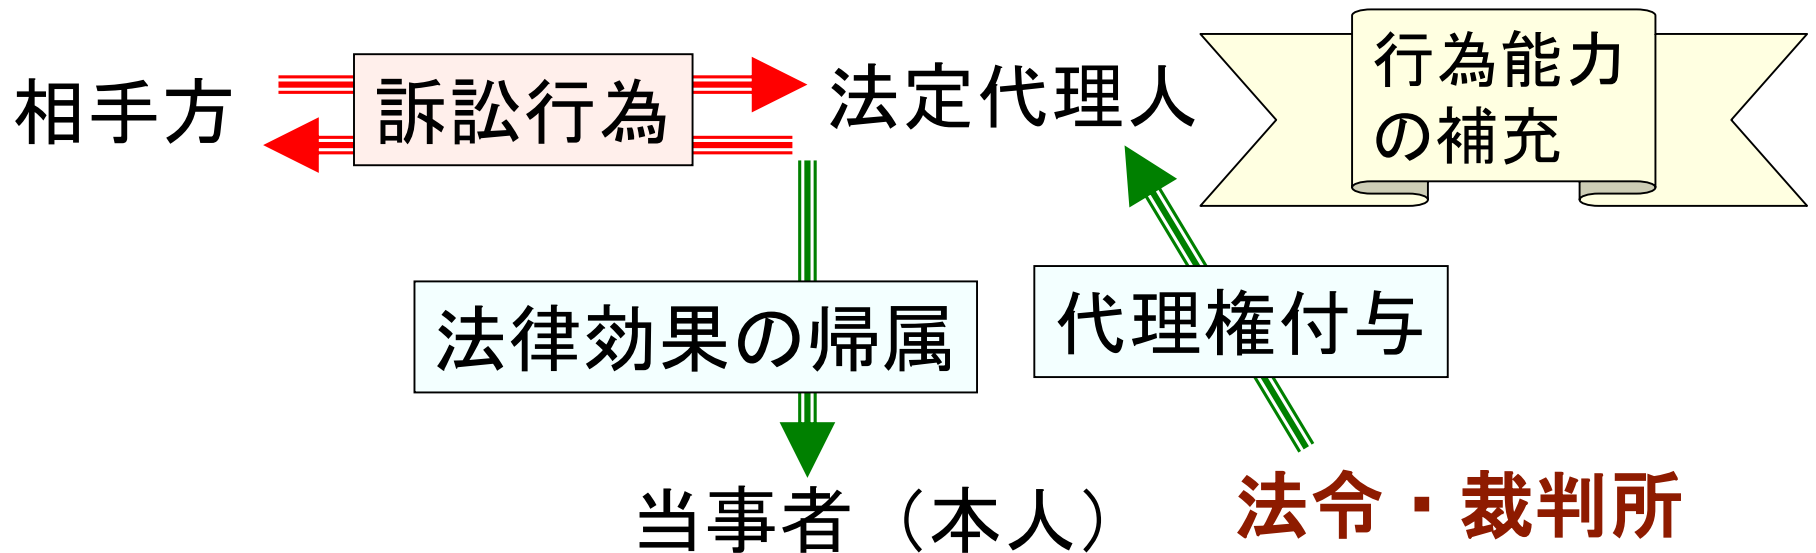 相手方
訴訟行為
法定代理人
行為能力
の補充
法律効果の帰属
代理権付与
当事者（本人）
法令・裁判所